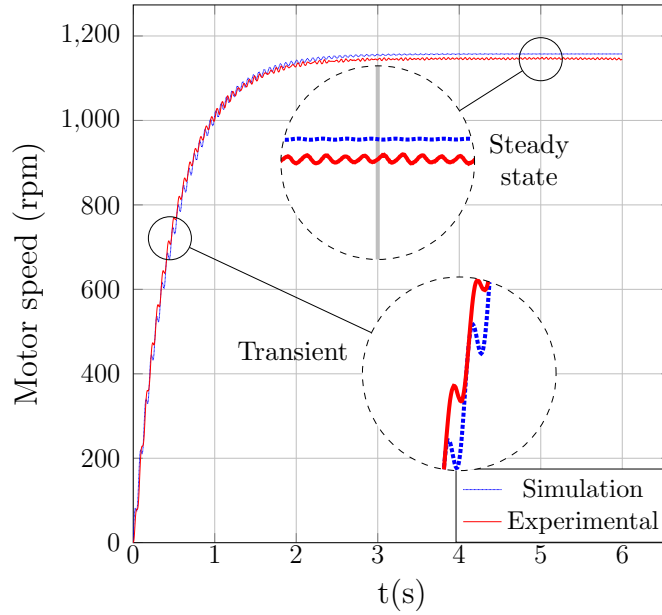 1,200
1,000
800
600
400
200
0
Motor speed (rpm)
Steady
state
Transient
Simulation
Experimental
0 1 2 3 4 5 6
t(s)